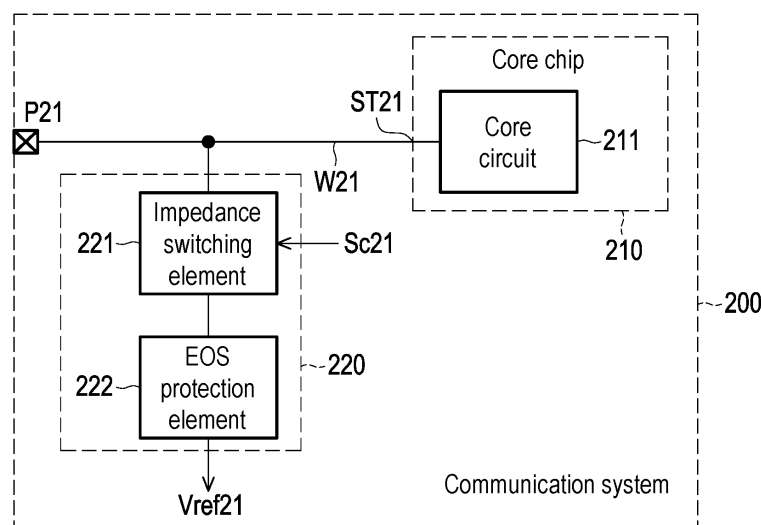 Core chip
P21
ST21
Core
circuit
211
W21
210
221
Impedance
switching
element
Sc21
200
222
EOS
protection
element
220
Vref21
Communication system